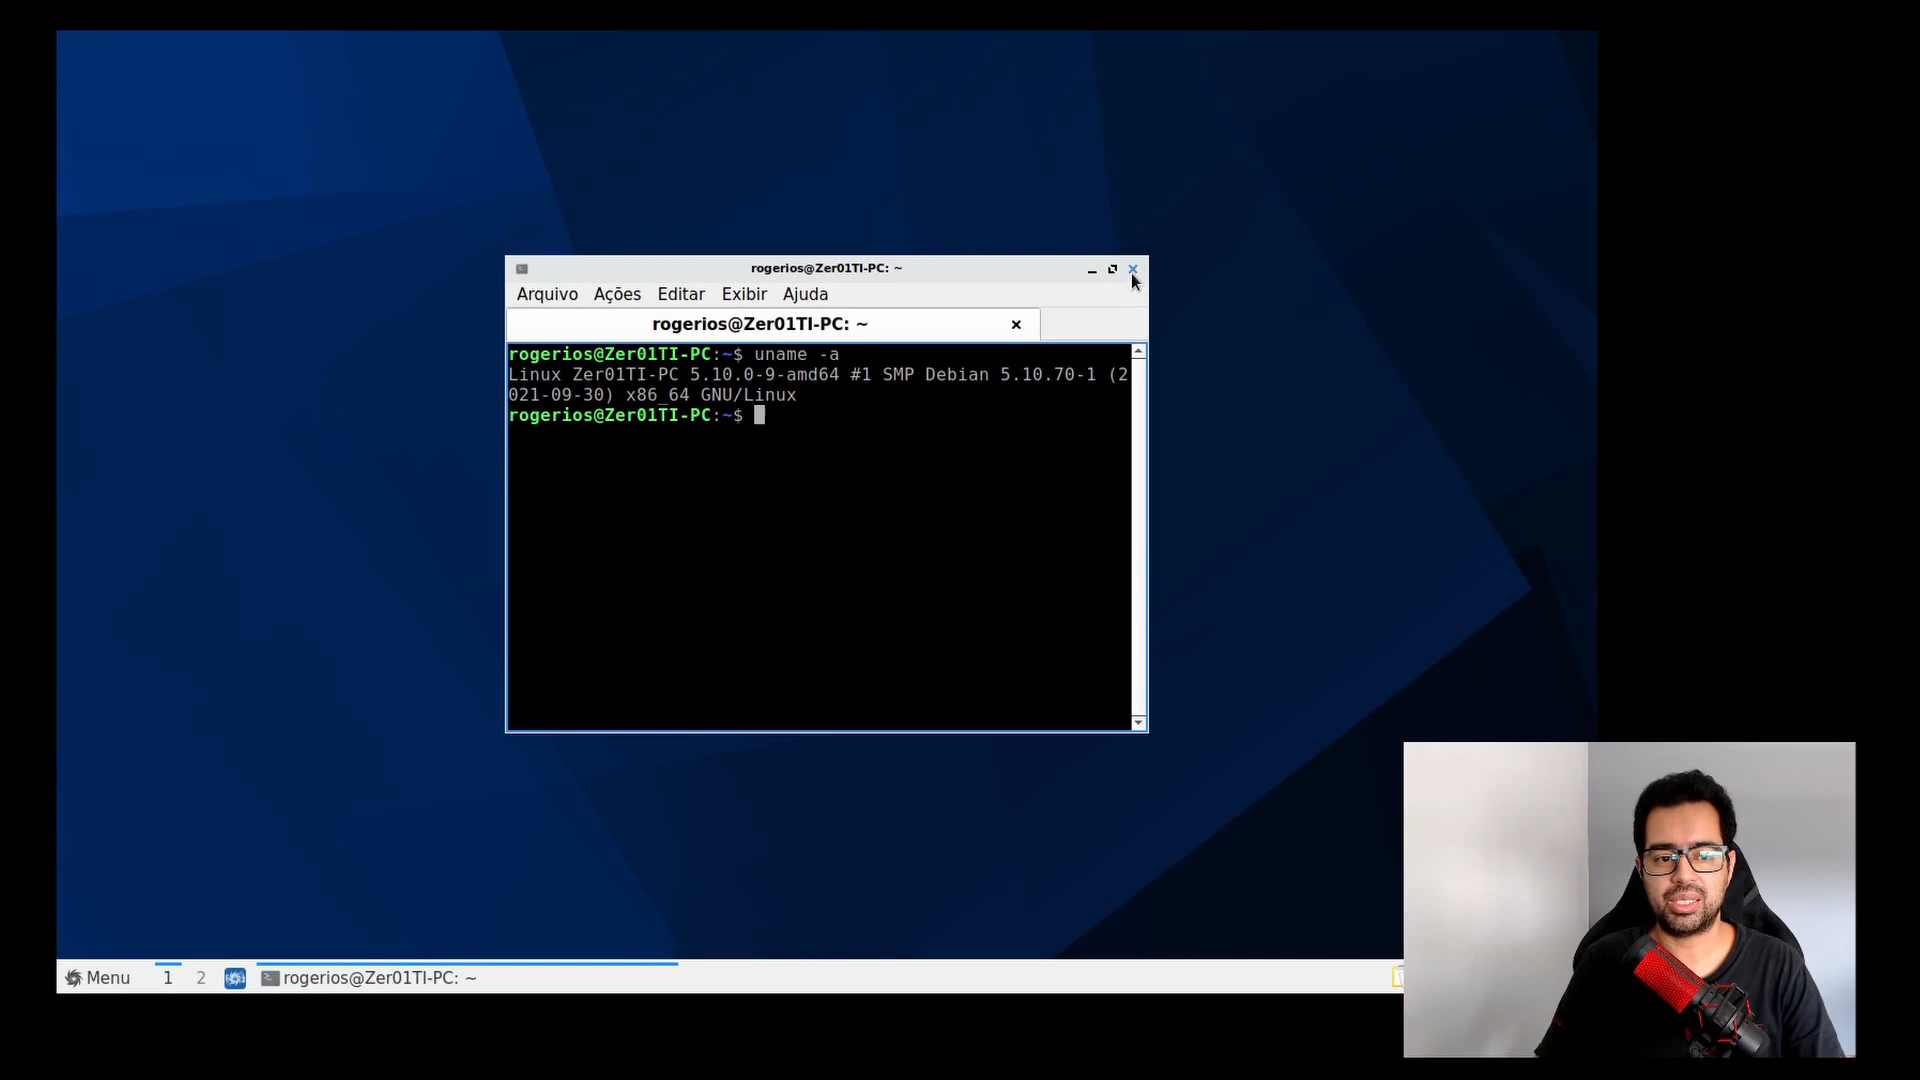 rogerios@Zer01TI-PC: ~
Arquivo Ações Editar Exibir Ajuda
rogerios@Zer01TI-PC: ~
rogerios@Zer01TI-PC:~$ uname -a
Linux Zer01TI-PC 5.10.0-9-amd64 #1 SMP Debian 5.10.70-1 (2
021-09-30) x86_64 GNU/Linux
rogerios@Zer01TI-PC:~$
Menu 1 2 rogerios@Zer01TI-PC: ~